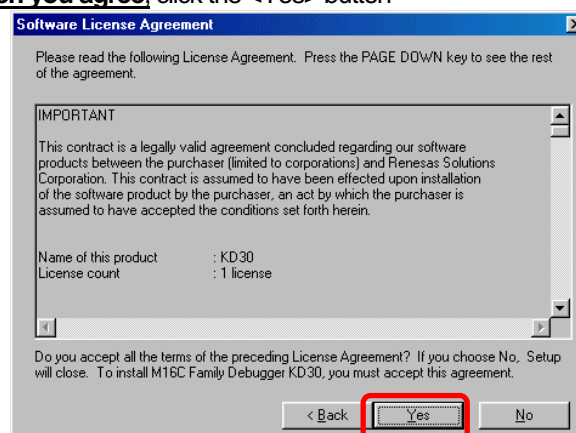 you agree, click the <Yes> button
Software License Agreement
Please read the following License Agreement. Press the PAGE DOWN key to see the rest
of the agreement.
IMPORTANT
This contract is a legally valid agreement concluded regarding our software
products between the purchaser (limited to corporations) and Renesas Solutions
Corporation. This contract is assumed to have been effected upon installation
of the software product by the purchaser, an act by which the purchaser is
assumed to have accepted the conditions set forth herein.
Name of this product : KD30
License count : 1 license
Do you accept all the terms of the preceding License Agreement? If you choose No, Setup
will close. To install M16C Family Debugger KD30, you must accept this agreement.
< Back Yes No